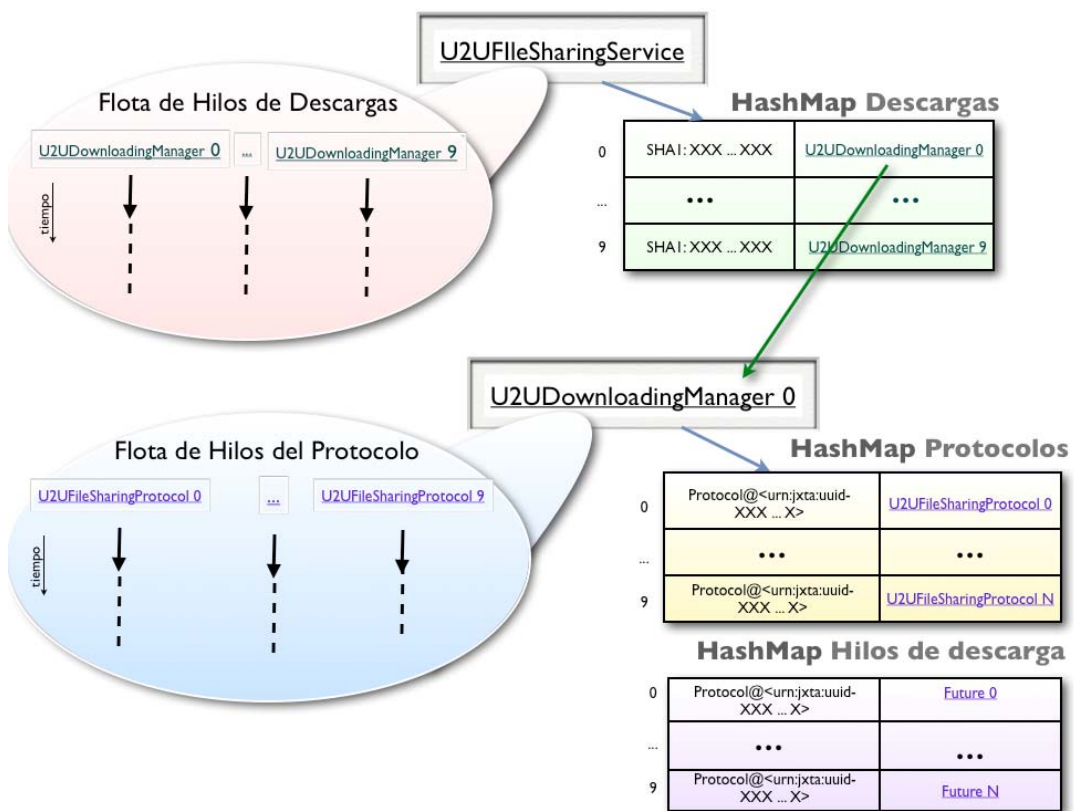 U2UFIleSharingService
Flota de Hilos de Descargas
U2UDownloadingManager 0
...
U2UDownloadingManager 9
tiempo
HashMap Descargas
0
SHA1: XXX ... XXX
U2UDownloadingManager 0
...
...
...
9
SHA1: XXX ... XXX
U2UDownloadingManager 9
U2UDownloadingManager 0
Flota de Hilos del Protocolo
U2UFileSharingProtocol 0
...
U2UFileSharingProtocol 9
tiempo
HashMap Protocolos
0
Protocol@<urn:jxta:uuid-
XXX ... X>
U2UFileSharingProtocol 0
...
...
...
9
Protocol@<urn:jxta:uuid-
XXX ... X>
U2UFileSharingProtocol N
HashMap Hilos de descarga
0
Protocol@<urn:jxta:uuid-
XXX ... X>
Future 0
...
...
...
9
Protocol@<urn:jxta:uuid-
XXX ... X>
Future N